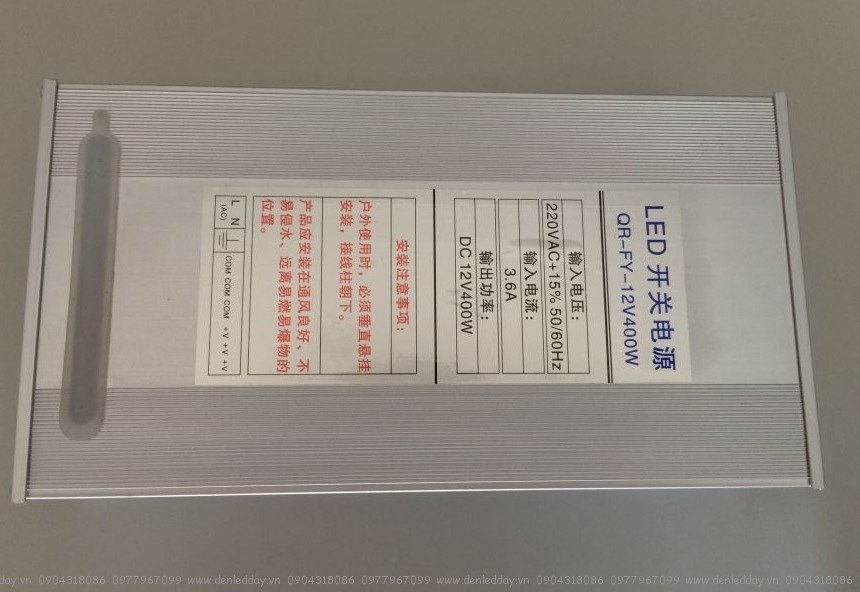 LED 开关电源
QR-FY-12V400W
输入电压：
220VAC+15% 50/60Hz
输入电流：
3.6A
输出功率：
DC 12V400W
安装注意事项：
户外使用时，必须垂直悬挂
安装，接线柱朝下。
产品应安装在通风良好、不
易侵水、远离易燃易爆物的
位置。
L N ⏚ COM COM COM +V +V +V
(AC)
day.vn 0904318086 0977967099 www.denledday.vn 0904318086 0977967099 www.denledday.vn 0904318086 0977967099 www.denledday.vn